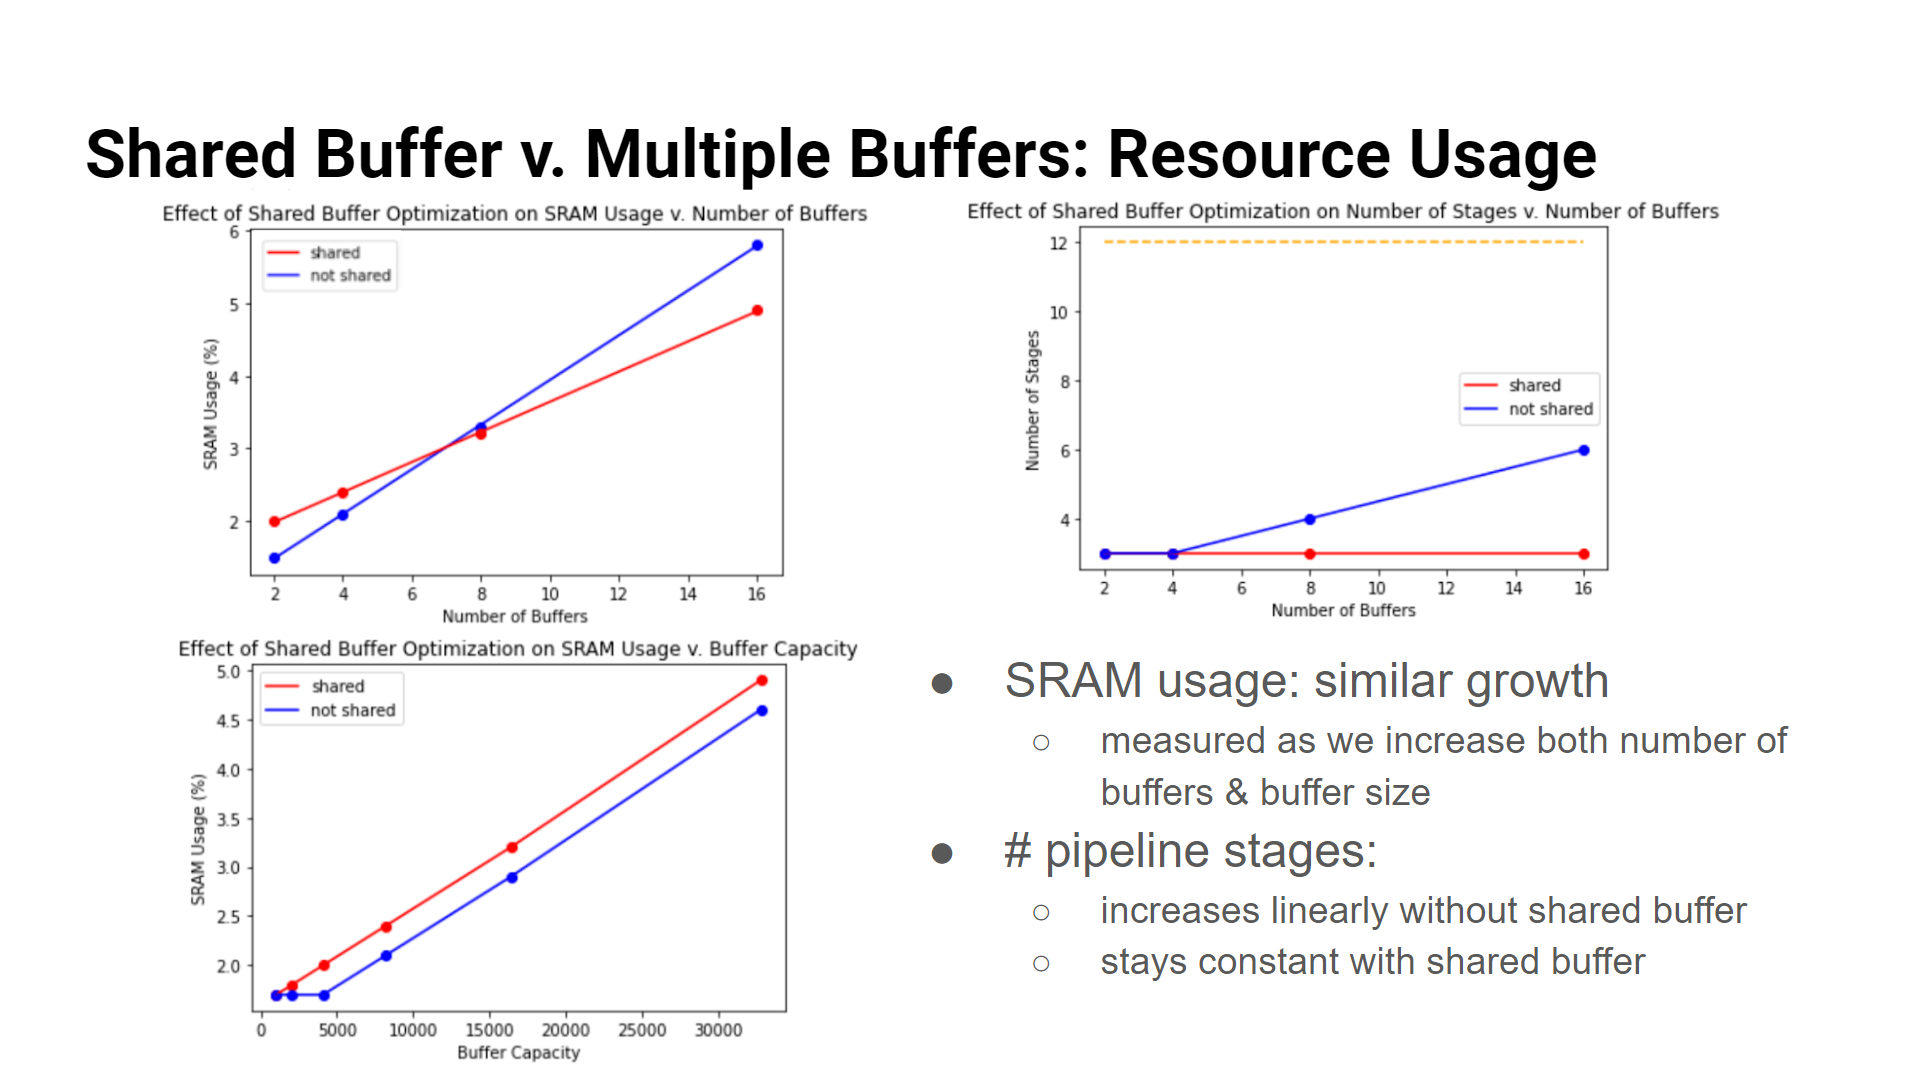 Shared Buffer v. Multiple Buffers: Resource Usage
Effect of Shared Buffer Optimization on SRAM Usage v. Number of Buffers
6
5
4
3
2
SRAM Usage (%)
shared
not shared
2 4 6 8 10 12 14 16
Number of Buffers
Effect of Shared Buffer Optimization on Number of Stages v. Number of Buffers
12
10
8
6
4
Number of Stages
shared
not shared
2 4 6 8 10 12 14 16
Number of Buffers
Effect of Shared Buffer Optimization on SRAM Usage v. Buffer Capacity
5.0
4.5
4.0
3.5
3.0
2.5
2.0
SRAM Usage (%)
shared
not shared
0 5000 10000 15000 20000 25000 30000
Buffer Capacity
● SRAM usage: similar growth
○ measured as we increase both number of
buffers & buffer size
● # pipeline stages:
○ increases linearly without shared buffer
○ stays constant with shared buffer